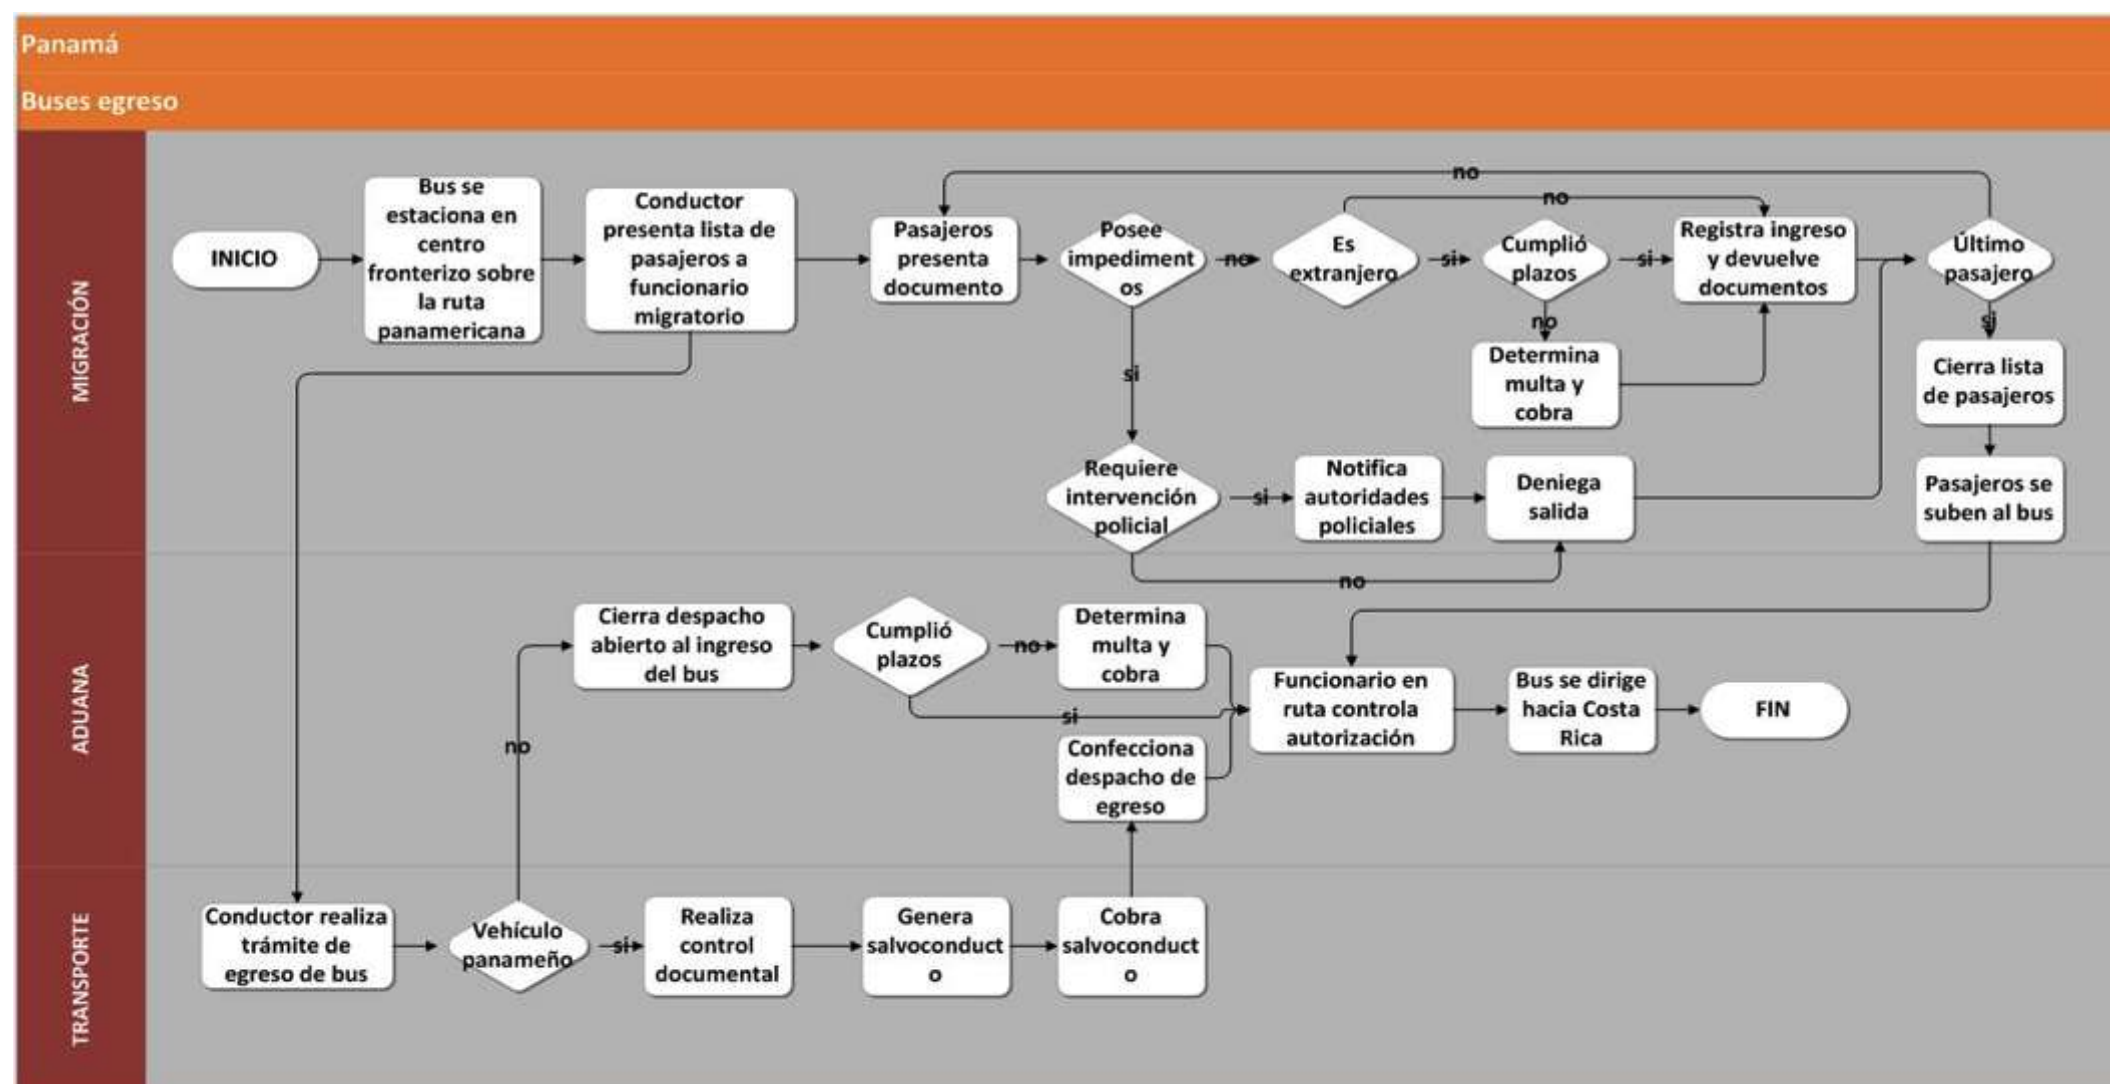 Panamá
Buses egreso
MIGRACIÓN
INICIO
Bus se
estaciona en
centro
fronterizo sobre
la ruta
panamericana
Conductor
presenta lista de
pasajeros a
funcionario
migratorio
Pasajeros
presenta
documento
Posee
impediment
os
no
Es
extranjero
si
Cumplió
plazos
si
Registra ingreso
y devuelve
documentos
Último
pasajero
no
no
no
si
si
Determina
multa y
cobra
Cierra lista
de pasajeros
Requiere
intervención
policial
si
Notifica
autoridades
policiales
Deniega
salida
Pasajeros se
suben al bus
no
ADUANA
Cierra despacho
abierto al ingreso
del bus
Cumplió
plazos
no
Determina
multa y
cobra
si
no
Confecciona
despacho de
egreso
Funcionario en
ruta controla
autorización
Bus se dirige
hacia Costa
Rica
FIN
TRANSPORTE
Conductor realiza
trámite de
egreso de bus
Vehículo
panameño
si
Realiza
control
documental
Genera
salvoconduct
o
Cobra
salvoconduct
o